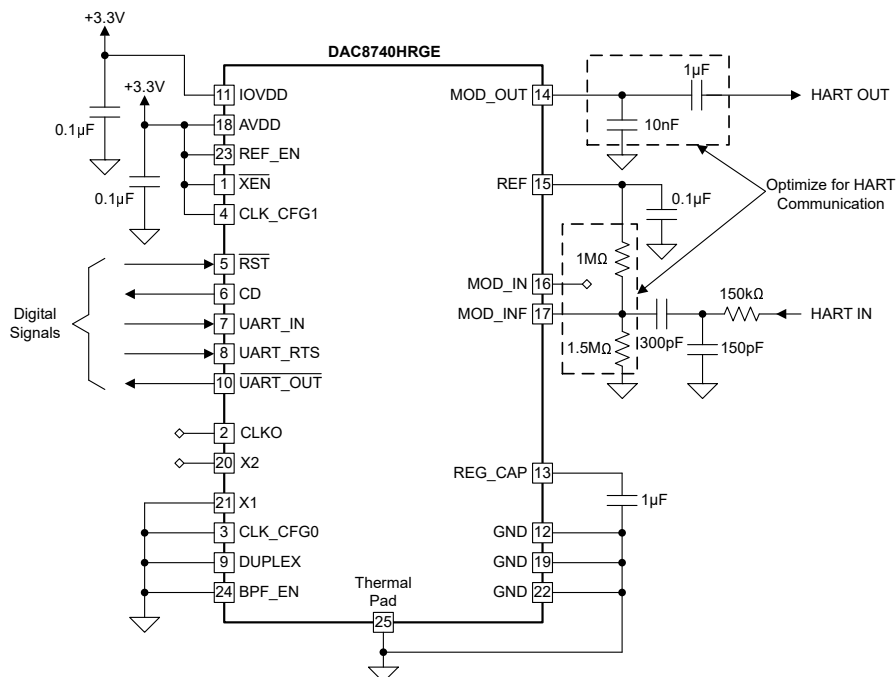 +3.3V
DAC8740HRGE
0.1µF
+3.3V
0.1µF
11 IOVDD
18 AVDD
23 REF_EN
1 XEN
4 CLK_CFG1
Digital
Signals
5 RST
6 CD
7 UART_IN
8 UART_RTS
10 UART_OUT
2 CLKO
20 X2
21 X1
3 CLK_CFG0
9 DUPLEX
24 BPF_EN
Thermal
Pad
25
MOD_OUT 14
1µF
HART OUT
10nF
REF 15
0.1µF
Optimize for HART
Communication
1MΩ
MOD_IN 16
MOD_INF 17
150kΩ
HART IN
1.5MΩ
300pF
150pF
REG_CAP 13
1µF
GND 12
GND 19
GND 22